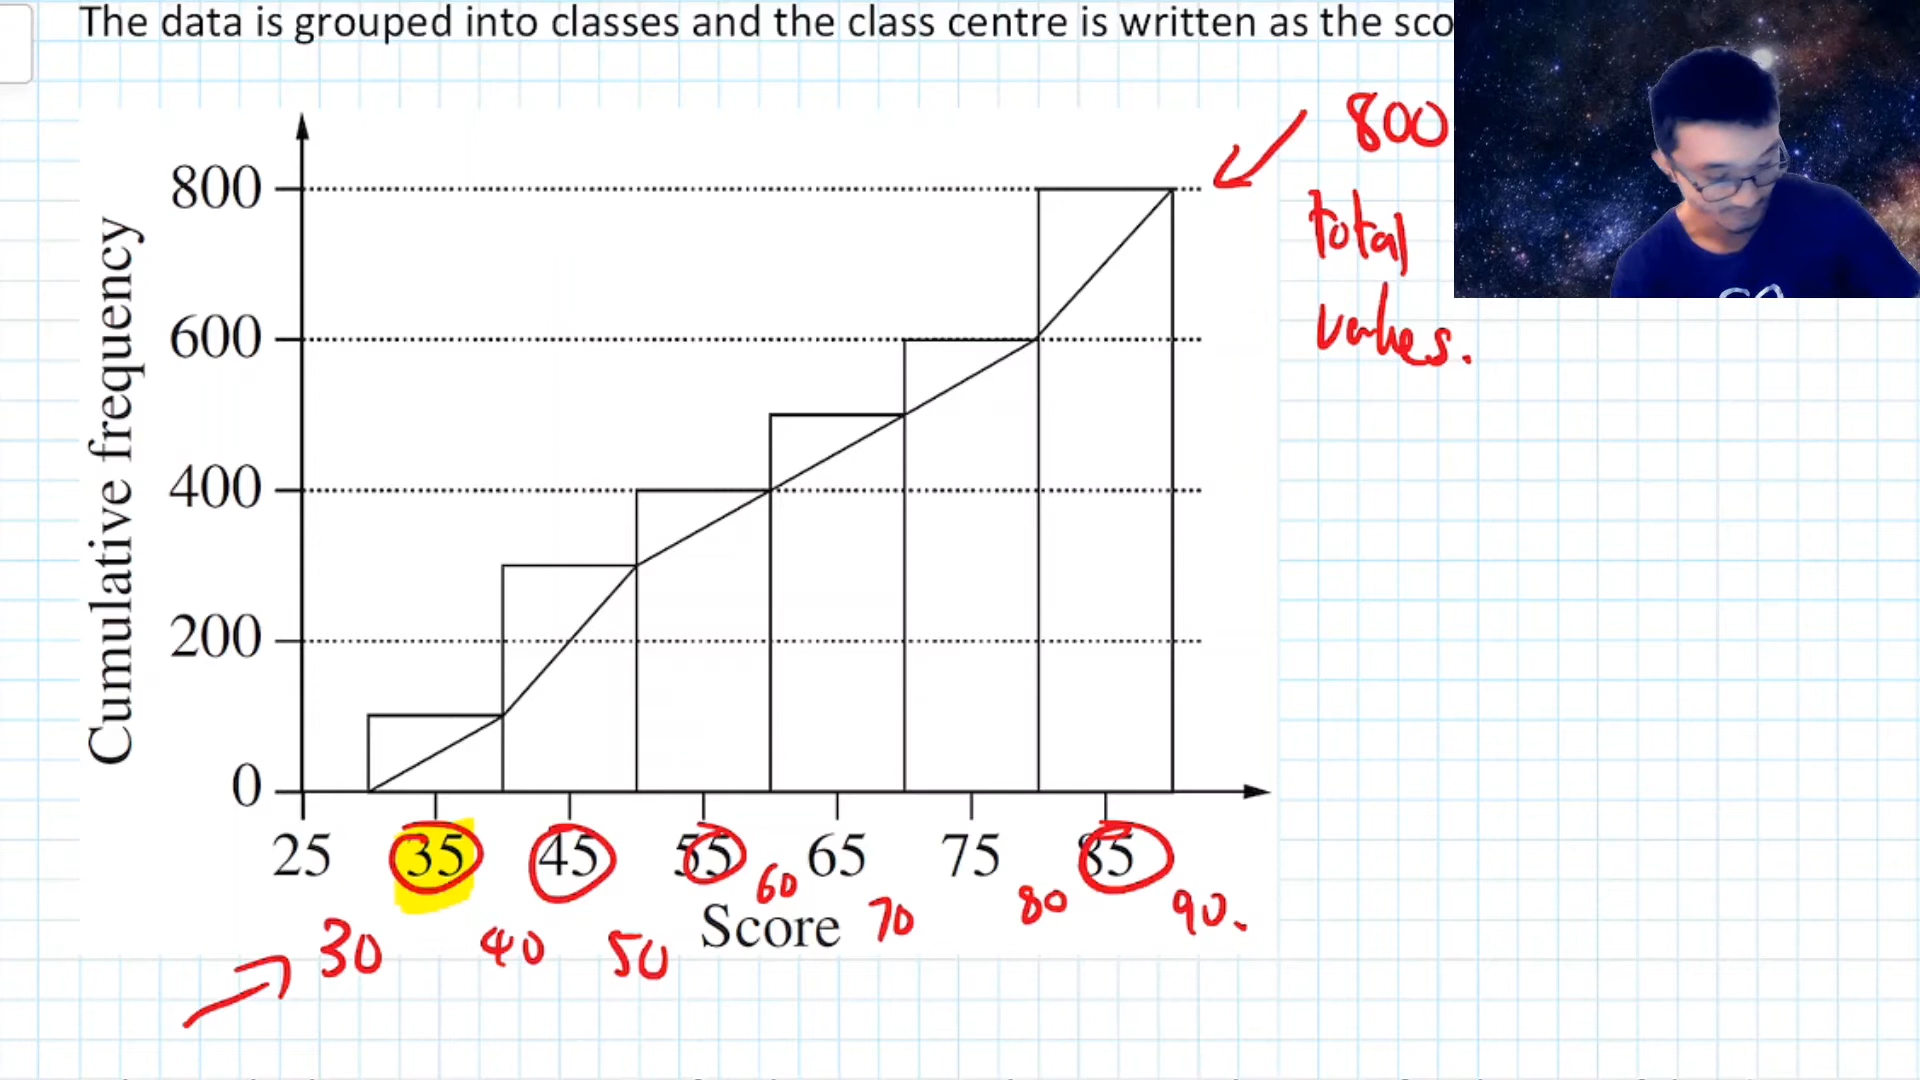 The data is grouped into classes and the class centre is written as the sco
800
total
values.
800
600
400
200
0
Cumulative frequency
25 35 45 55 65 75 85
60
70
80
90.
Score
30
40
50